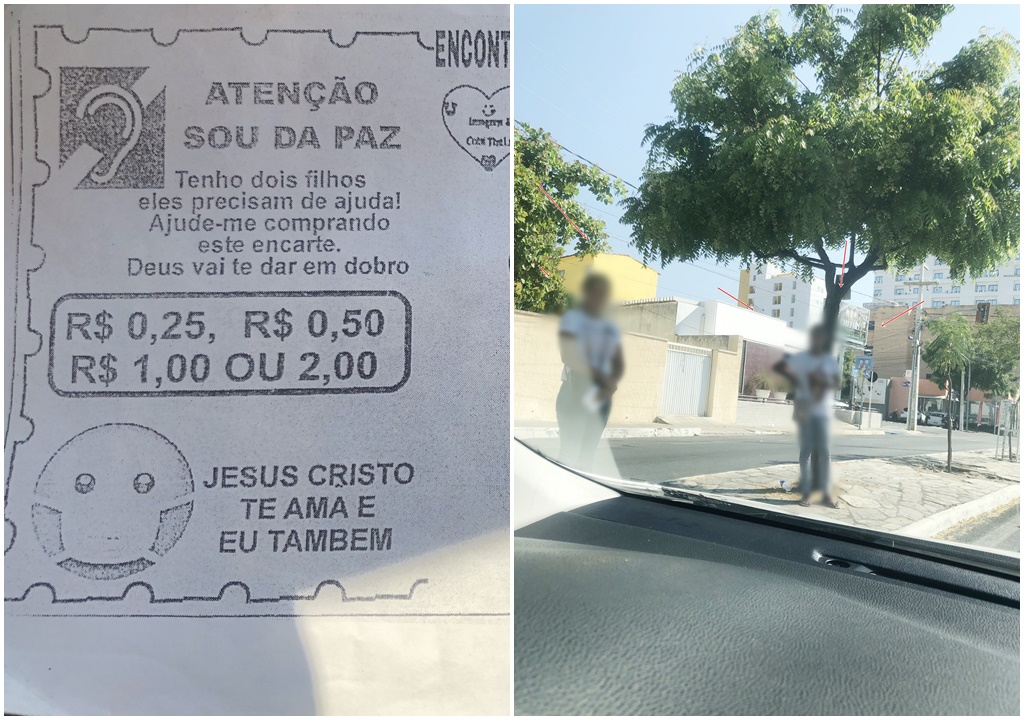 ATENÇÃO
SOU DA PAZ
Tenho dois filhos
eles precisam de ajuda!
Ajude-me comprando
este encarte.
Deus vai te dar em dobro
R$ 0,25, R$ 0,50
R$ 1,00 OU 2,00
JESUS CRISTO
TE AMA E
EU TAMBEM
ENCONT